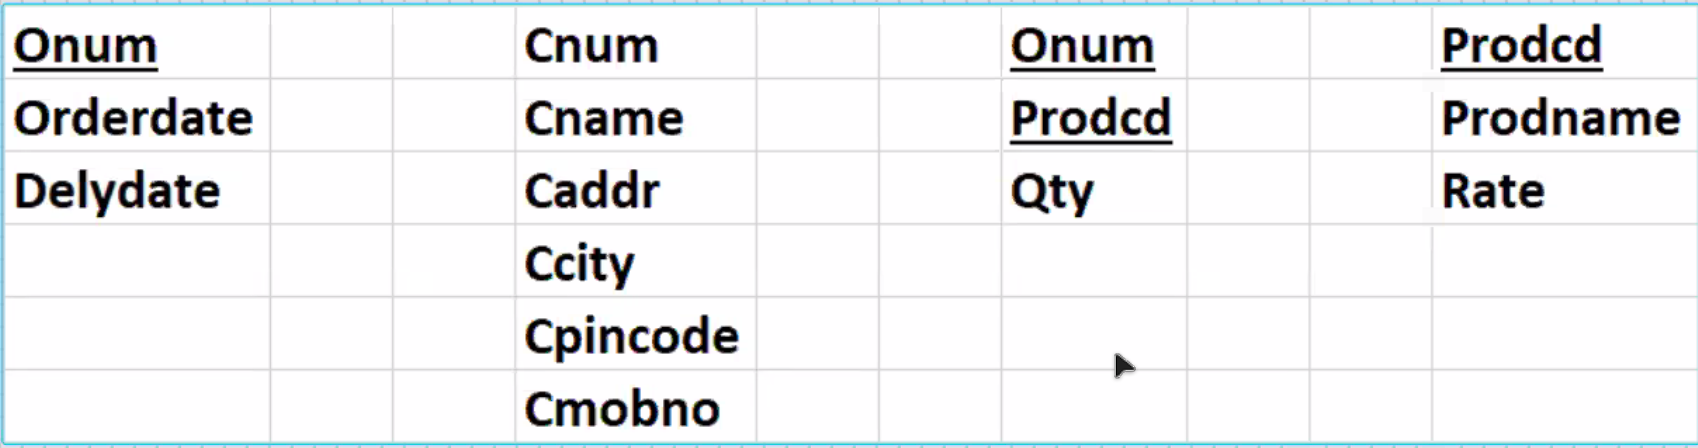 Onum Cnum Onum Prodcd
Orderdate Cname Prodcd Prodname
Delydate Caddr Qty Rate
Ccity
Cpincode
Cmobno